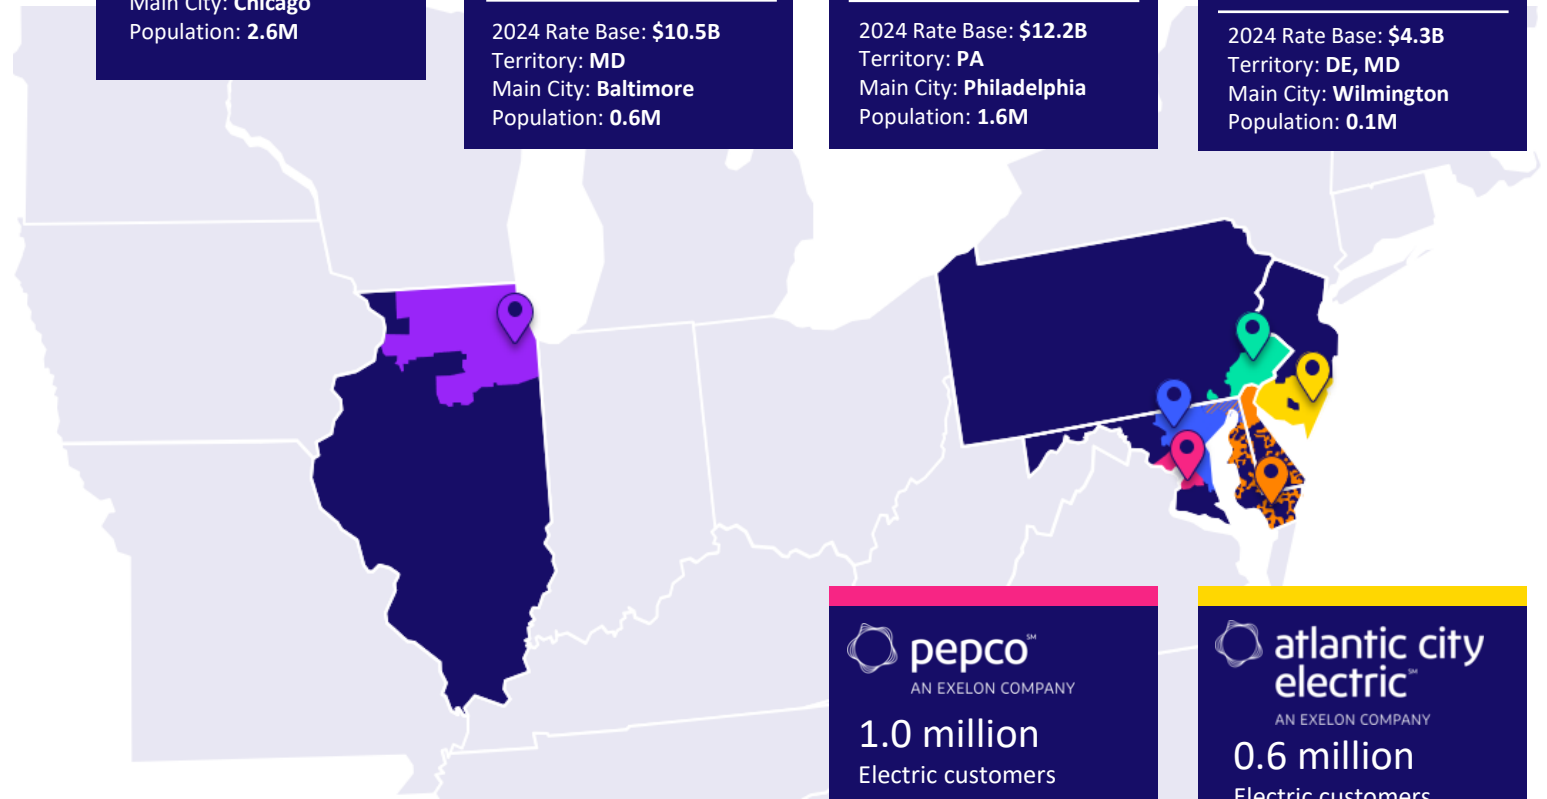 Main City: Chicago
Population: 2.6M
2024 Rate Base: $10.5B
Territory: MD
Main City: Baltimore
Population: 0.6M
2024 Rate Base: $12.2B
Territory: PA
Main City: Philadelphia
Population: 1.6M
2024 Rate Base: $4.3B
Territory: DE, MD
Main City: Wilmington
Population: 0.1M
pepco℠
AN EXELON COMPANY
1.0 million
Electric customers
atlantic city
electric℠
AN EXELON COMPANY
0.6 million
Electric customers